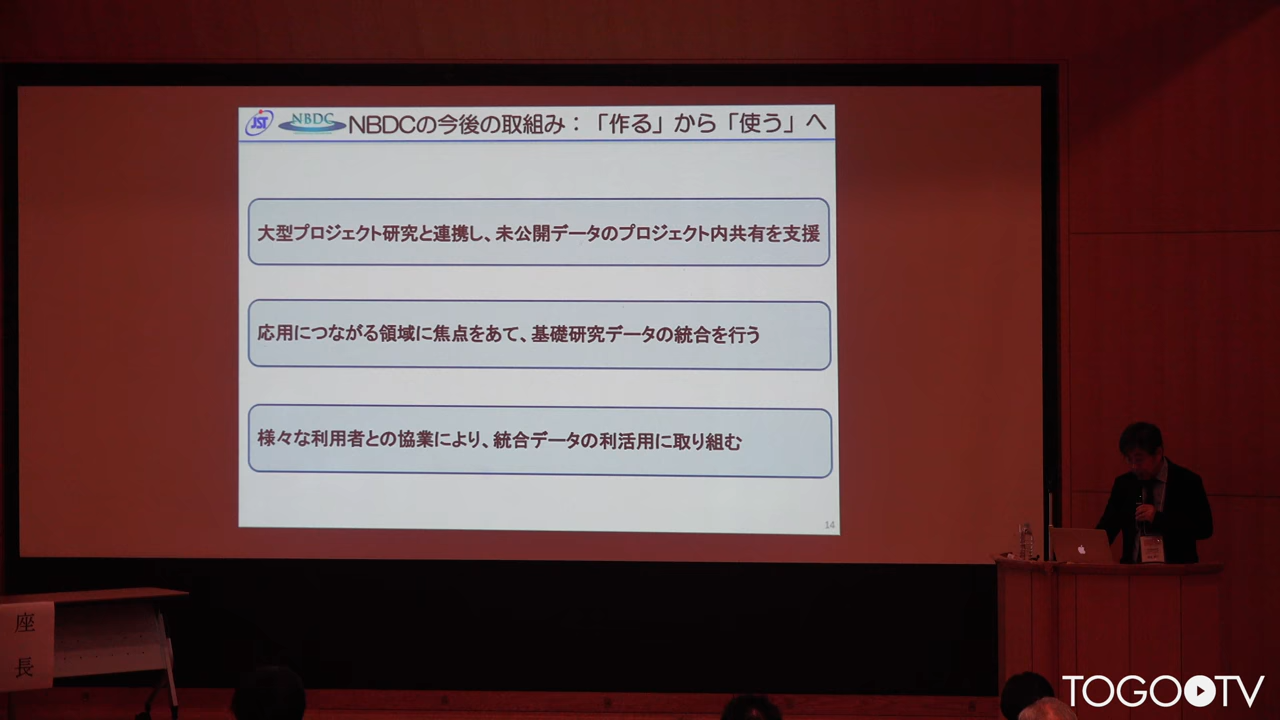 JST
NBDC
NBDCの今後の取組み：「作る」から「使う」へ
大型プロジェクト研究と連携し、未公開データのプロジェクト内共有を支援
応用につながる領域に焦点をあて、基礎研究データの統合を行う
様々な利用者との協業により、統合データの利活用に取り組む
14
座長
TOGOTV